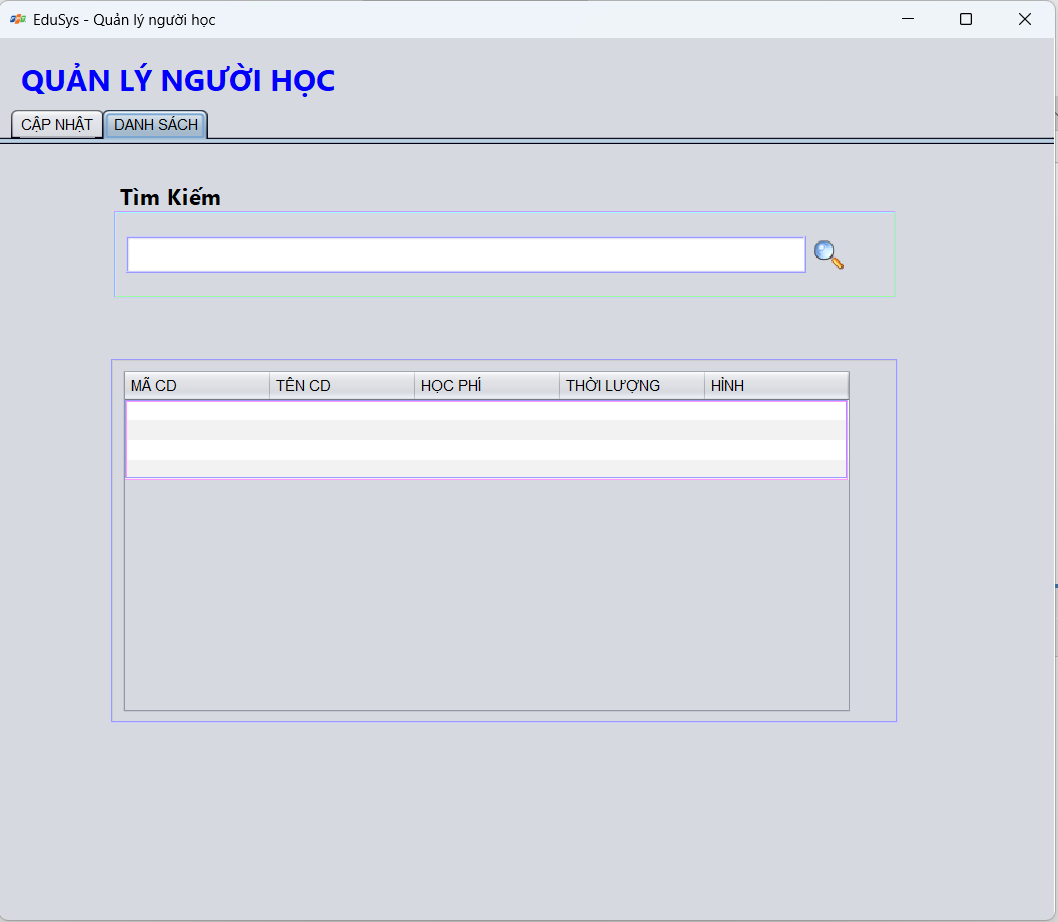 EduSys - Quản lý người học
QUẢN LÝ NGƯỜI HỌC
CẬP NHẬT DANH SÁCH
Tìm Kiếm
MÃ CD TÊN CD HỌC PHÍ THỜI LƯỢNG HÌNH